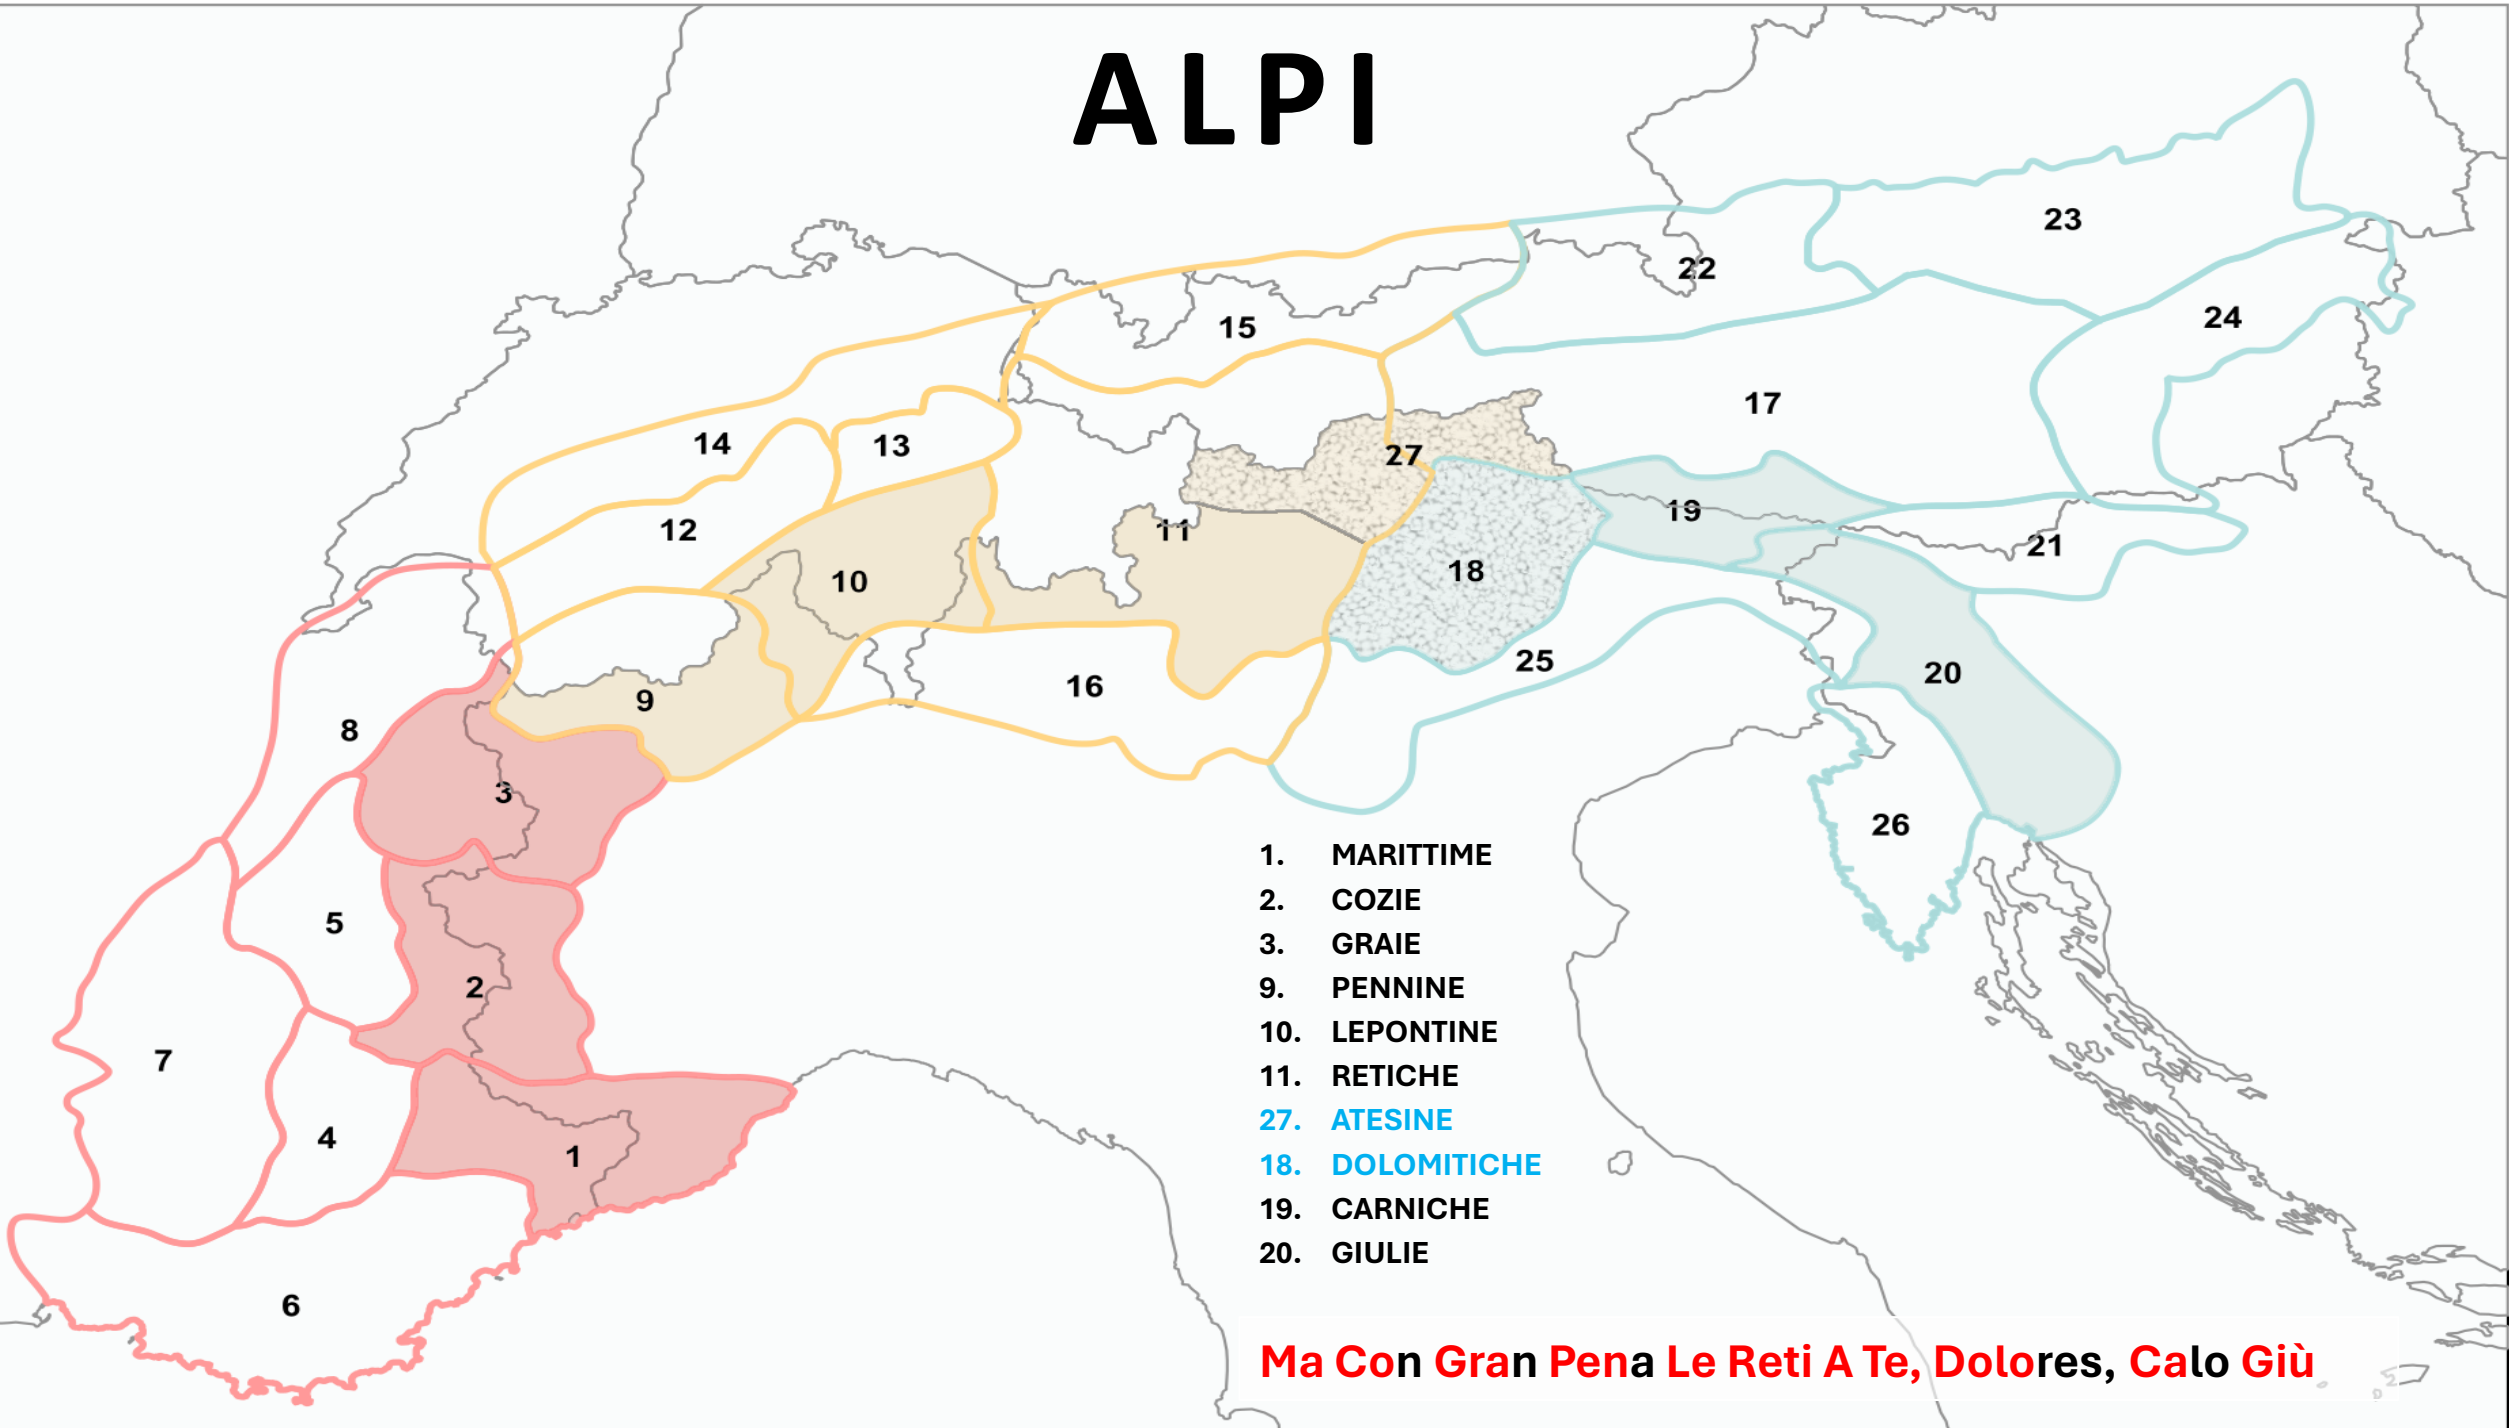 ALPI
23
22
15
24
17
14
13
27
12
19
11
21
10
18
25
20
9
16
8
3
26
5
2
7
4
1
6
1. MARITTIME
2. COZIE
3. GRAIE
9. PENNINE
10. LEPONTINE
11. RETICHE
27. ATESINE
18. DOLOMITICHE
19. CARNICHE
20. GIULIE
Ma Con Gran Pena Le Reti A Te, Dolores, Calo Giù